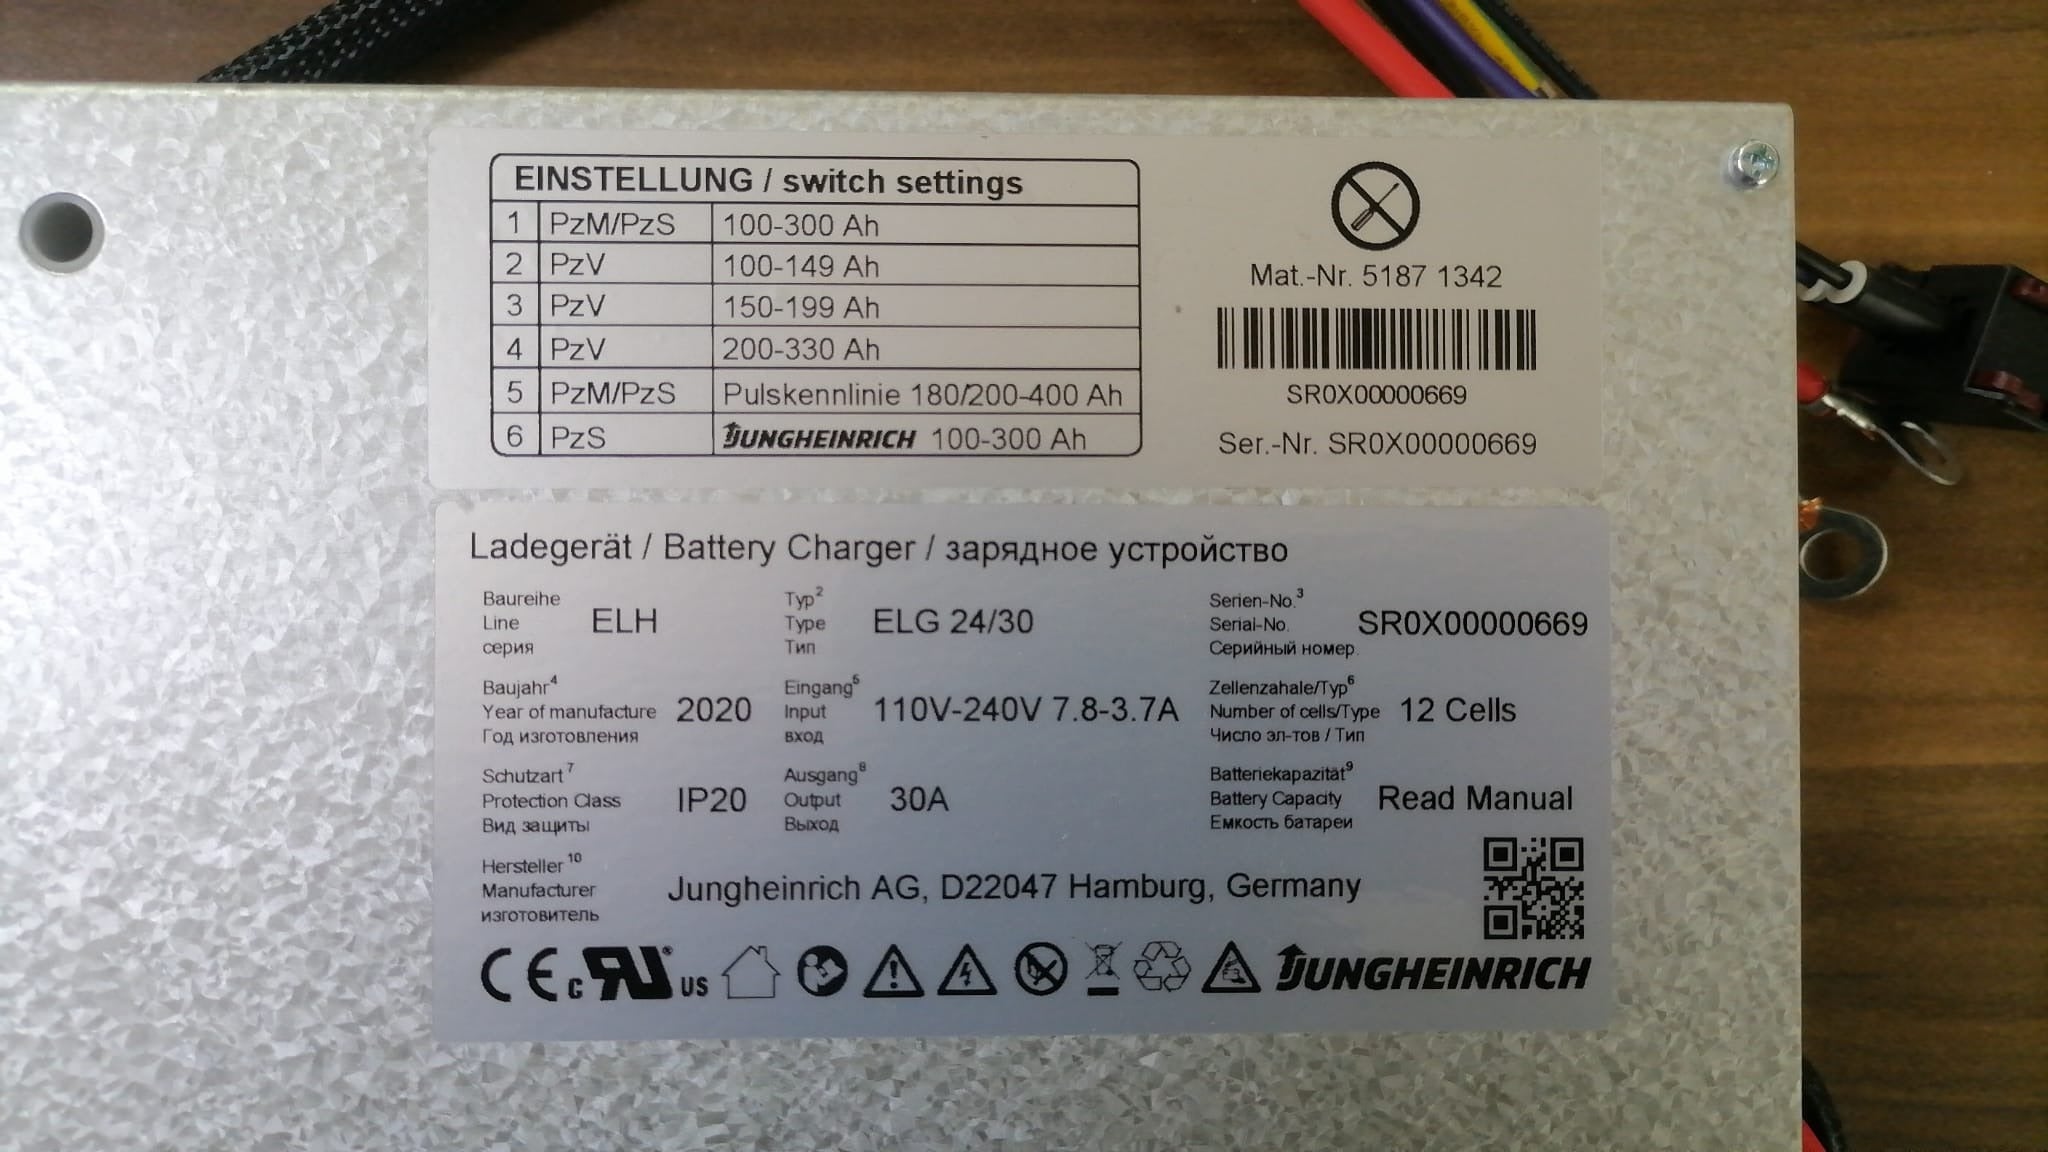 EINSTELLUNG / switch settings
1 PzM/PzS 100-300 Ah
2 PzV 100-149 Ah
3 PzV 150-199 Ah
4 PzV 200-330 Ah
5 PzM/PzS Pulskennlinie 180/200-400 Ah
6 PzS JUNGHEINRICH 100-300 Ah
Mat.-Nr. 5187 1342
SR0X00000669
Ser.-Nr. SR0X00000669
Ladegerät / Battery Charger / зарядное устройство
Baureihe
Line
серия
ELH
Typ²
Type
Тип
ELG 24/30
Serien-No.³
Serial-No.
Серийный номер.
SR0X00000669
Baujahr⁴
Year of manufacture
Год изготовления
2020
Eingang⁵
Input
вход
110V-240V 7.8-3.7A
Zellenzahale/Typ⁶
Number of cells/Type
Число эл-тов / Тип
12 Cells
Schutzart⁷
Protection Class
Вид защиты
IP20
Ausgang⁸
Output
Выход
30A
Batteriekapazität⁹
Battery Capacity
Емкость батареи
Read Manual
Hersteller¹⁰
Manufacturer
изготовитель
Jungheinrich AG, D22047 Hamburg, Germany
CE c RU® US JUNGHEINRICH